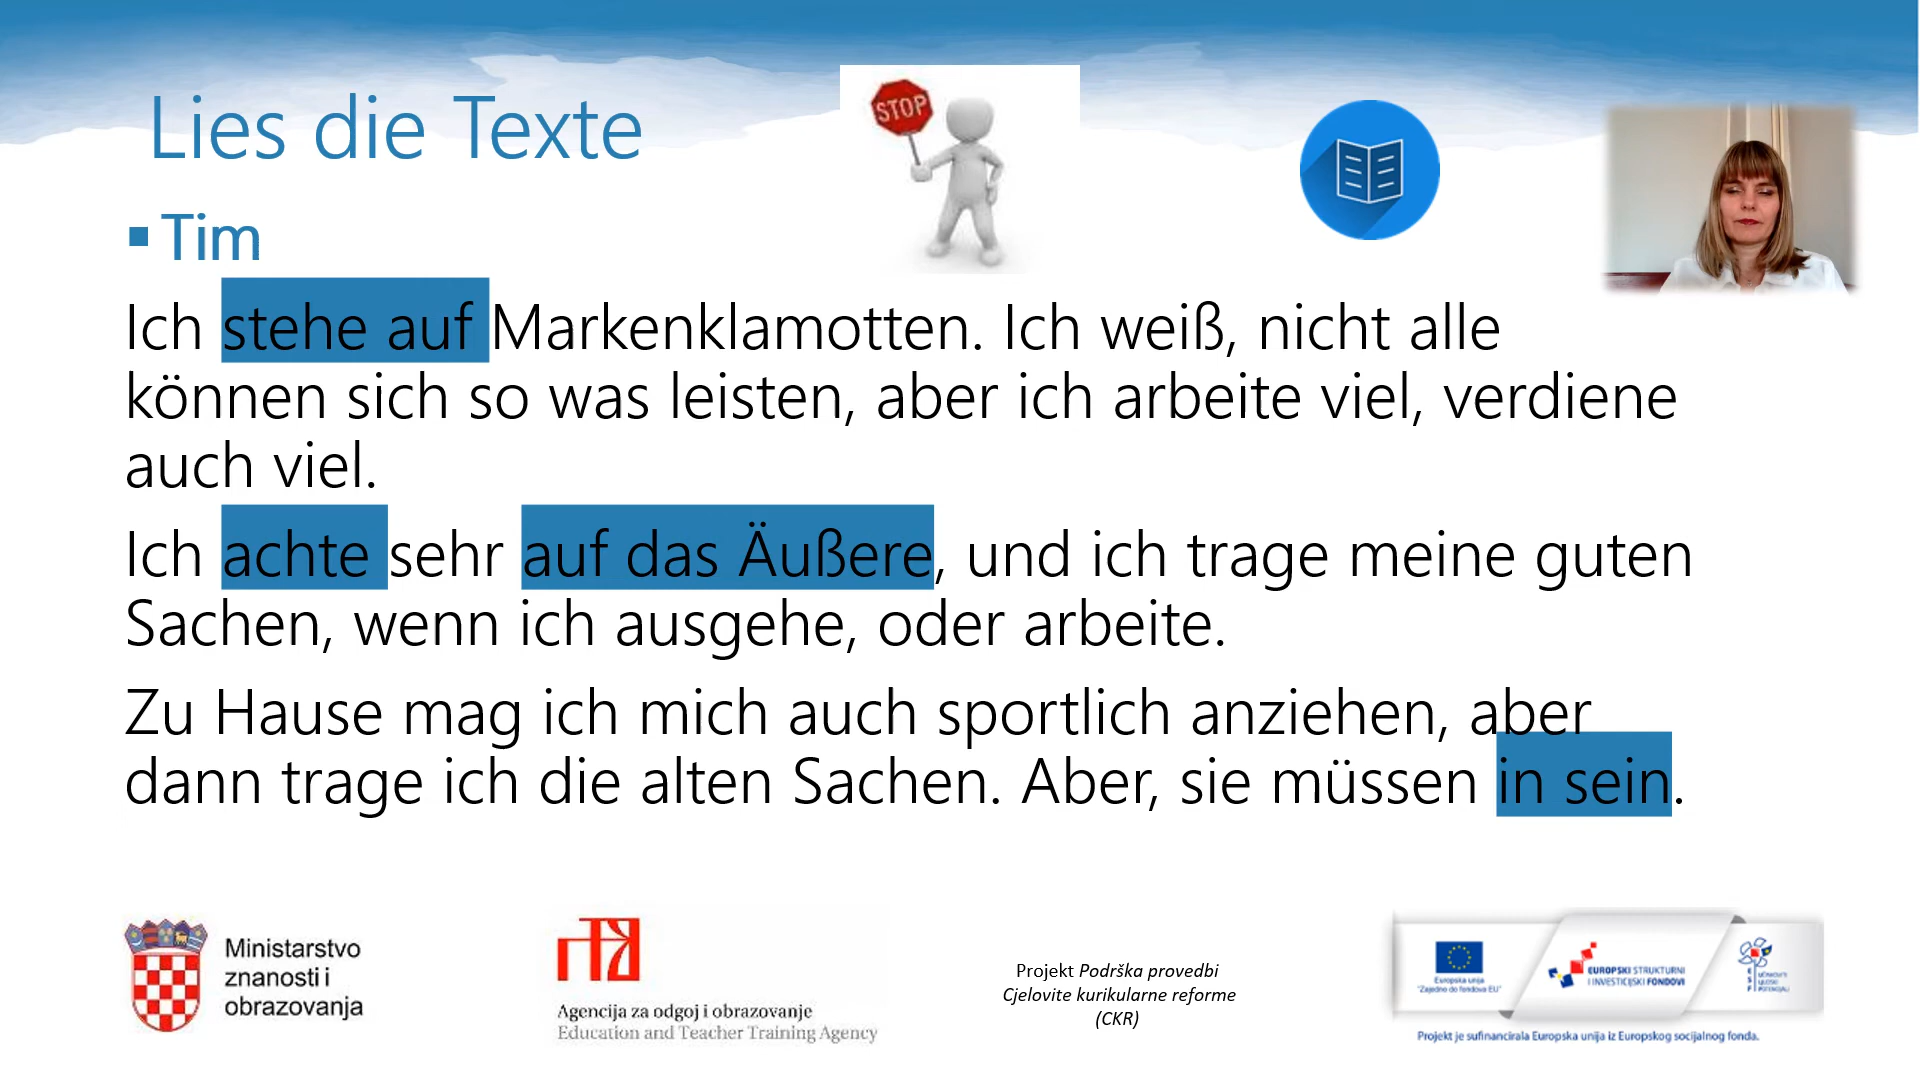 Lies die Texte
STOP
Tim
Ich stehe auf Markenklamotten. Ich weiß, nicht alle
können sich so was leisten, aber ich arbeite viel, verdiene
auch viel.
Ich achte sehr auf das Äußere, und ich trage meine guten
Sachen, wenn ich ausgehe, oder arbeite.
Zu Hause mag ich mich auch sportlich anziehen, aber
dann trage ich die alten Sachen. Aber, sie müssen in sein.
Ministarstvo
znanosti i
obrazovanja
Agencija za odgoj i obrazovanje
Education and Teacher Training Agency
Projekt Podrška provedbi
Cjelovite kurikularne reforme
(CKR)
Europska unija
"Zajedno do fondova EU"
EUROPSKI STRUKTURNI
I INVESTICIJSKI FONDOVI
Projekt je sufinancirala Europska unija iz Europskog socijalnog fonda.